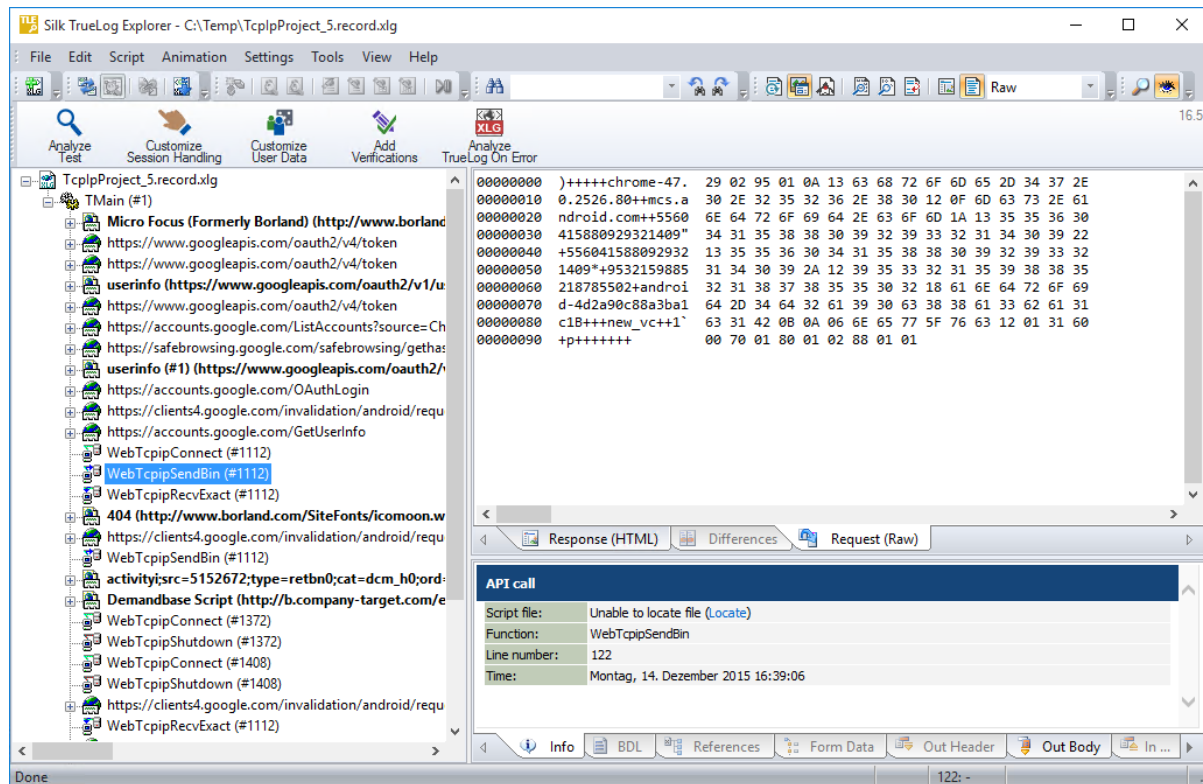 Silk TrueLog Explorer - C:\Temp\TcpIpProject_5.record.xlg
File Edit Script Animation Settings Tools View Help
Raw
Analyze Test
Customize Session Handling
Customize User Data
Add Verifications
XLG
Analyze TrueLog On Error
16.5
TcpIpProject_5.record.xlg
TMain (#1)
Micro Focus (Formerly Borland) (http://www.borland
https://www.googleapis.com/oauth2/v4/token
https://www.googleapis.com/oauth2/v4/token
userinfo (https://www.googleapis.com/oauth2/v1/u
https://www.googleapis.com/oauth2/v4/token
https://accounts.google.com/ListAccounts?source=Ch
https://safebrowsing.google.com/safebrowsing/gethas
userinfo (#1) (https://www.googleapis.com/oauth2/
https://accounts.google.com/OAuthLogin
https://clients4.google.com/invalidation/android/requ
https://accounts.google.com/GetUserInfo
WebTcpipConnect (#1112)
WebTcpipSendBin (#1112)
WebTcpipRecvExact (#1112)
404 (http://www.borland.com/SiteFonts/icomoon.w
https://clients4.google.com/invalidation/android/requ
WebTcpipSendBin (#1112)
activityi;src=5152672;type=retbn0;cat=dcm_h0;ord=
Demandbase Script (http://b.company-target.com/e
WebTcpipConnect (#1372)
WebTcpipShutdown (#1372)
WebTcpipConnect (#1408)
WebTcpipShutdown (#1408)
https://clients4.google.com/invalidation/android/requ
WebTcpipRecvExact (#1112)
00000000 )+++++chrome-47. 29 02 95 01 0A 13 63 68 72 6F 6D 65 2D 34 37 2E
00000010 0.2526.80++mcs.a 30 2E 32 35 32 36 2E 38 30 12 0F 6D 63 73 2E 61
00000020 ndroid.com++5560 6E 64 72 6F 69 64 2E 63 6F 6D 1A 13 35 35 36 30
00000030 415880929321409" 34 31 35 38 38 30 39 32 39 33 32 31 34 30 39 22
00000040 +556041588092932 13 35 35 36 30 34 31 35 38 38 30 39 32 39 33 32
00000050 1409*+9532159885 31 34 30 39 2A 12 39 35 33 32 31 35 39 38 38 35
00000060 218785502+androi 32 31 38 37 38 35 35 30 32 18 61 6E 64 72 6F 69
00000070 d-4d2a90c88a3ba1 64 2D 34 64 32 61 39 30 63 38 38 61 33 62 61 31
00000080 c1B+++new_vc++1` 63 31 42 0B 0A 06 6E 65 77 5F 76 63 12 01 31 60
00000090 +p+++++++ 00 70 01 80 01 02 88 01 01
Response (HTML) Differences Request (Raw)
API call
Script file: Unable to locate file (Locate)
Function: WebTcpipSendBin
Line number: 122
Time: Montag, 14. Dezember 2015 16:39:06
Info BDL References Form Data Out Header Out Body In ...
Done 122: -